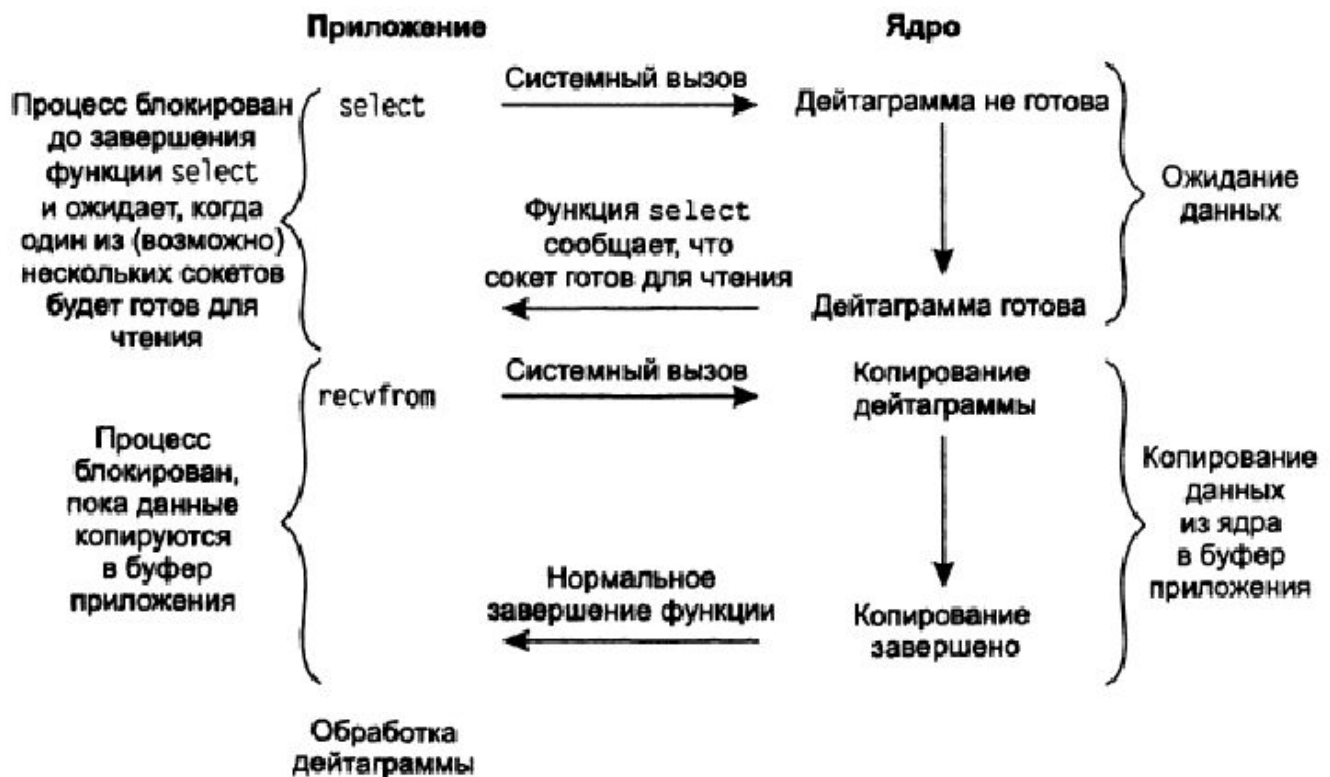 Приложение
Ядро
Процесс блокирован
до завершения
функции select
и ожидает, когда
один из (возможно)
нескольких сокетов
будет готов для
чтения
select
Системный вызов
Дейтаграмма не готова
Функция select
сообщает, что
сокет готов для чтения
Дейтаграмма готова
Ожидание
данных
Процесс
блокирован,
пока данные
копируются
в буфер
приложения
recvfrom
Системный вызов
Копирование
дейтаграммы
Нормальное
завершение функции
Копирование
завершено
Копирование
данных
из ядра
в буфер
приложения
Обработка
дейтаграммы